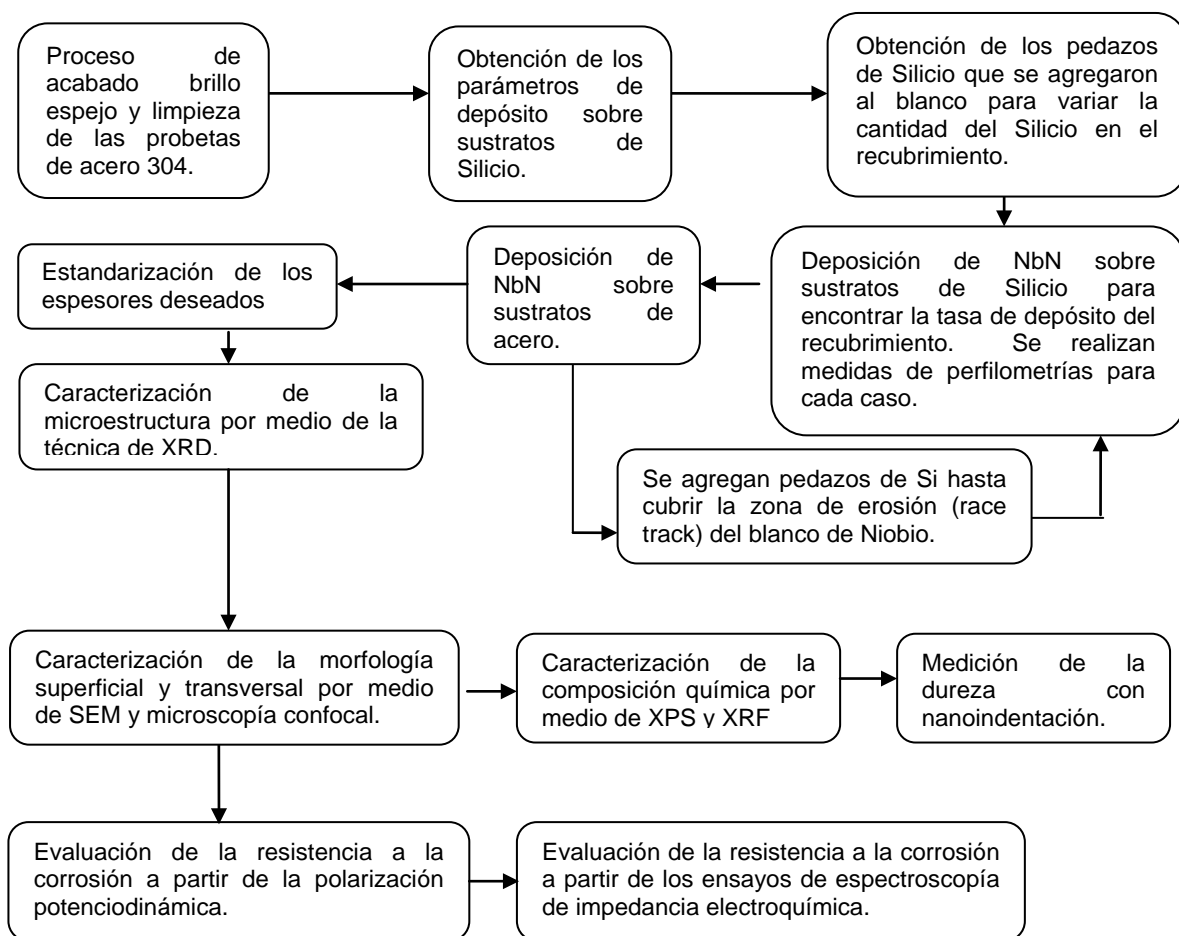 Proceso de
acabado brillo
espejo y limpieza
de las probetas
de acero 304.
Obtención de los
parámetros de
depósito sobre
sustratos de
Silicio.
Obtención de los pedazos
de Silicio que se agregaron
al blanco para variar la
cantidad del Silicio en el
recubrimiento.
Deposición de NbN sobre
sustratos de Silicio para
encontrar la tasa de depósito del
recubrimiento. Se realizan
medidas de perfilometrías para
cada caso.
Deposición de
NbN sobre
sustratos de
acero.
Estandarización de los
espesores deseados
Se agregan pedazos de Si hasta
cubrir la zona de erosión (race
track) del blanco de Niobio.
Caracterización de la
microestructura por medio de la
técnica de XRD.
Caracterización de la morfología
superficial y transversal por medio
de SEM y microscopía confocal.
Caracterización de la
composición química por
medio de XPS y XRF
Medición de la
dureza con
nanoindentación.
Evaluación de la resistencia a la
corrosión a partir de la polarización
potenciodinámica.
Evaluación de la resistencia a la corrosión
a partir de los ensayos de espectroscopía
de impedancia electroquímica.